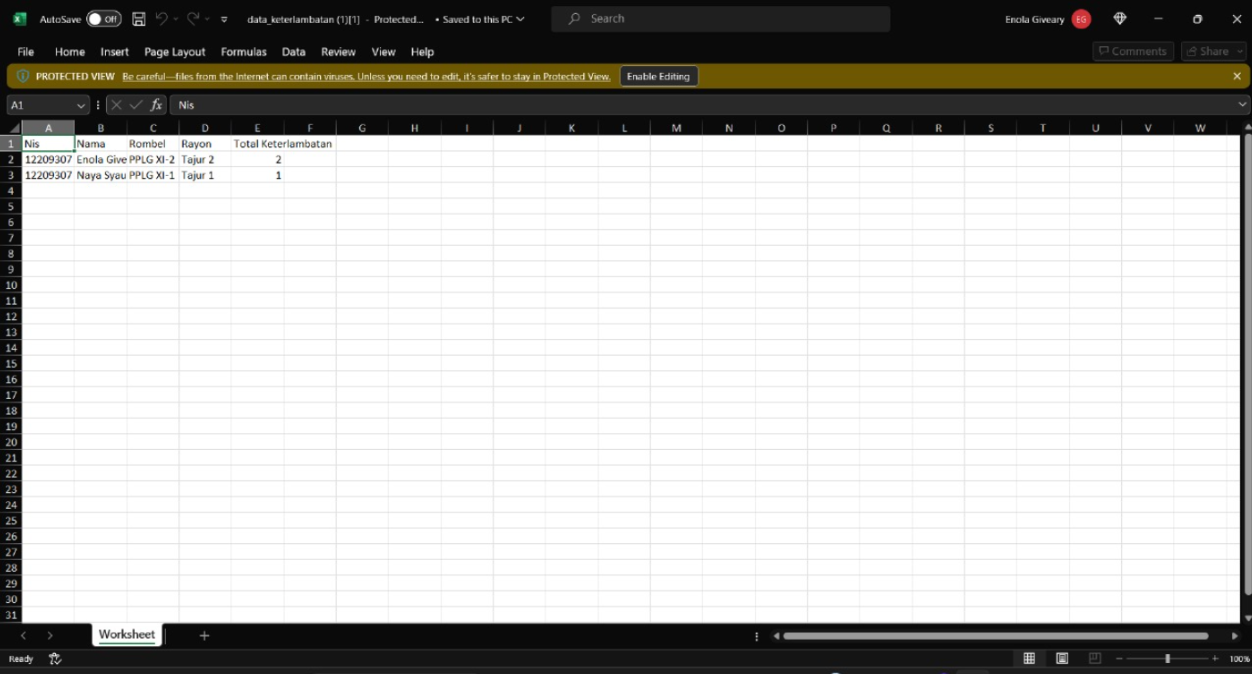 AutoSave Off data_keterlambatan (1)[1] - Protected... • Saved to this PC Search Enola Giveary EG
File Home Insert Page Layout Formulas Data Review View Help Comments Share
PROTECTED VIEW Be careful—files from the Internet can contain viruses. Unless you need to edit, it's safer to stay in Protected View. Enable Editing
A1 fx Nis
A B C D E F G H I J K L M N O P Q R S T U V W
1 Nis Nama Rombel Rayon Total Keterlambatan
2 12209307 Enola Give PPLG XI-2 Tajur 2 2
3 12209307 Naya Syau PPLG XI-1 Tajur 1 1
4
5
6
7
8
9
10
11
12
13
14
15
16
17
18
19
20
21
22
23
24
25
26
27
28
29
30
31
Worksheet
Ready 100%